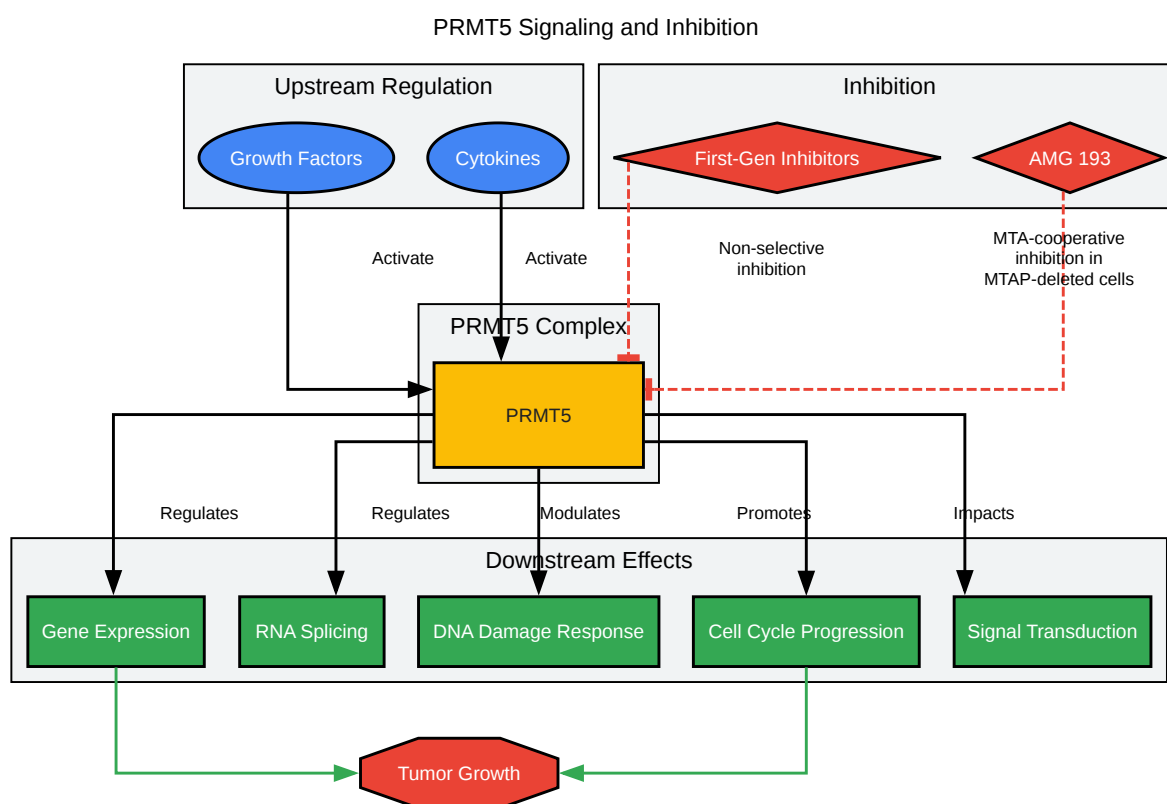 PRMT5 Signaling and Inhibition
Upstream Regulation
Inhibition
Growth Factors
Cytokines
First-Gen Inhibitors
AMG 193
Activate
Activate
Non-selective
inhibition
MTA-cooperative
inhibition in
MTAP-deleted cells
PRMT5 Complex
PRMT5
Regulates
Regulates
Modulates
Promotes
Impacts
Downstream Effects
Gene Expression
RNA Splicing
DNA Damage Response
Cell Cycle Progression
Signal Transduction
Tumor Growth